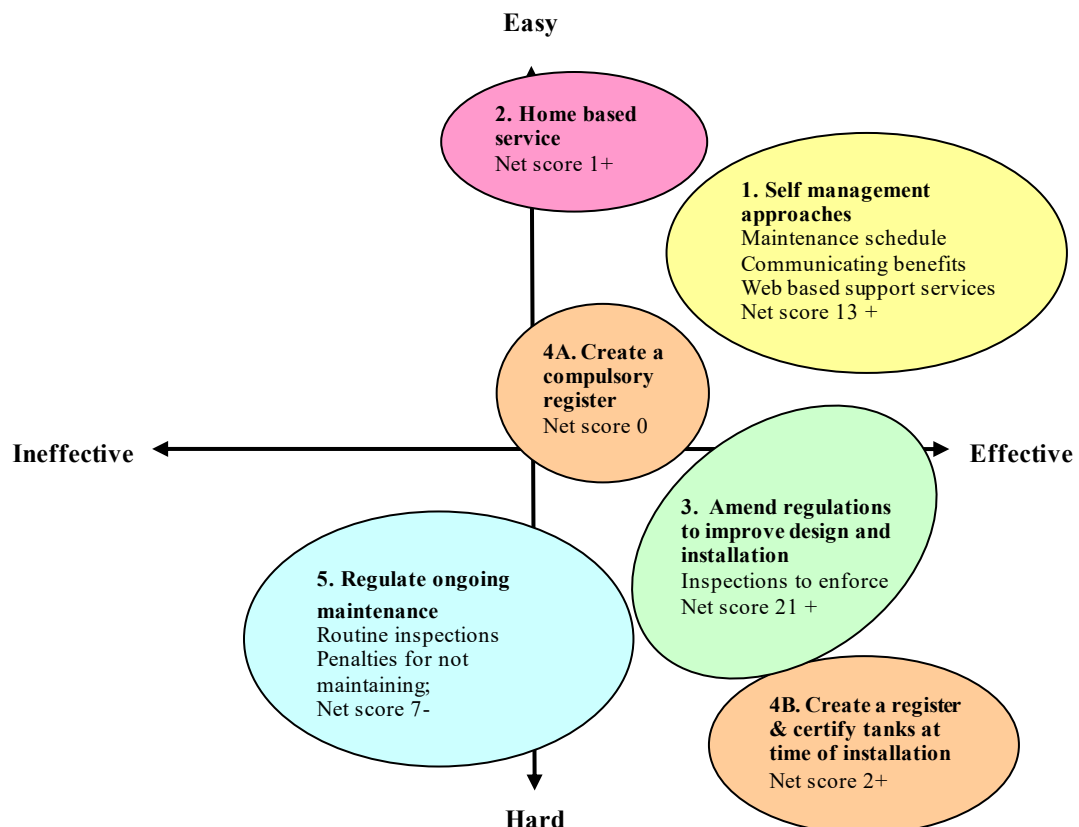 Easy
2. Home based
service
Net score 1+
1. Self management
approaches
Maintenance schedule
Communicating benefits
Web based support services
Net score 13 +
4A. Create a
compulsory
register
Net score 0
Ineffective
Effective
3. Amend regulations
to improve design and
installation
Inspections to enforce
Net score 21 +
5. Regulate ongoing
maintenance
Routine inspections
Penalties for not
maintaining;
Net score 7-
4B. Create a register
& certify tanks at
time of installation
Net score 2+
Hard